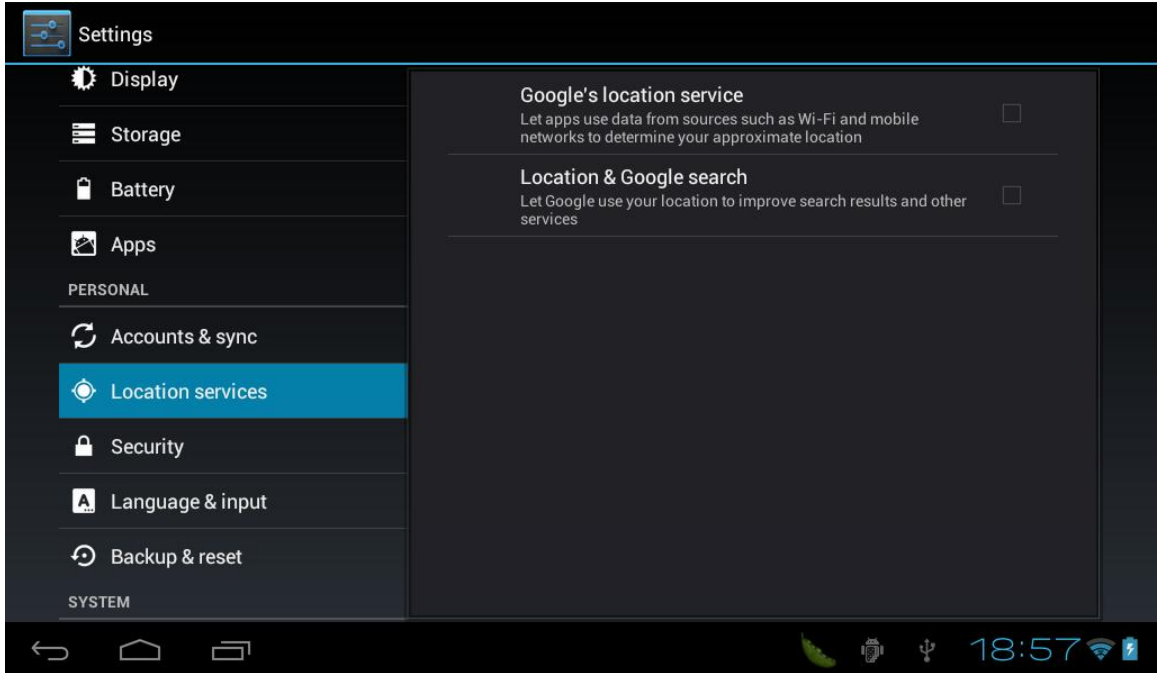 Settings
Display
Storage
Battery
Apps
PERSONAL
Accounts & sync
Location services
Security
Language & input
Backup & reset
SYSTEM
Google's location service
Let apps use data from sources such as Wi-Fi and mobile
networks to determine your approximate location
Location & Google search
Let Google use your location to improve search results and other
services
18:57